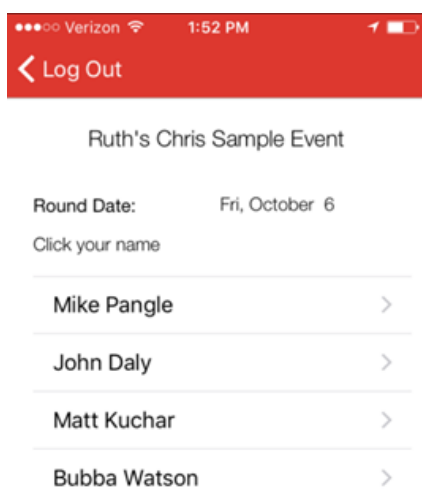 Verizon 1:52 PM
Log Out
Ruth's Chris Sample Event
Round Date: Fri, October 6
Click your name
Mike Pangle
John Daly
Matt Kuchar
Bubba Watson